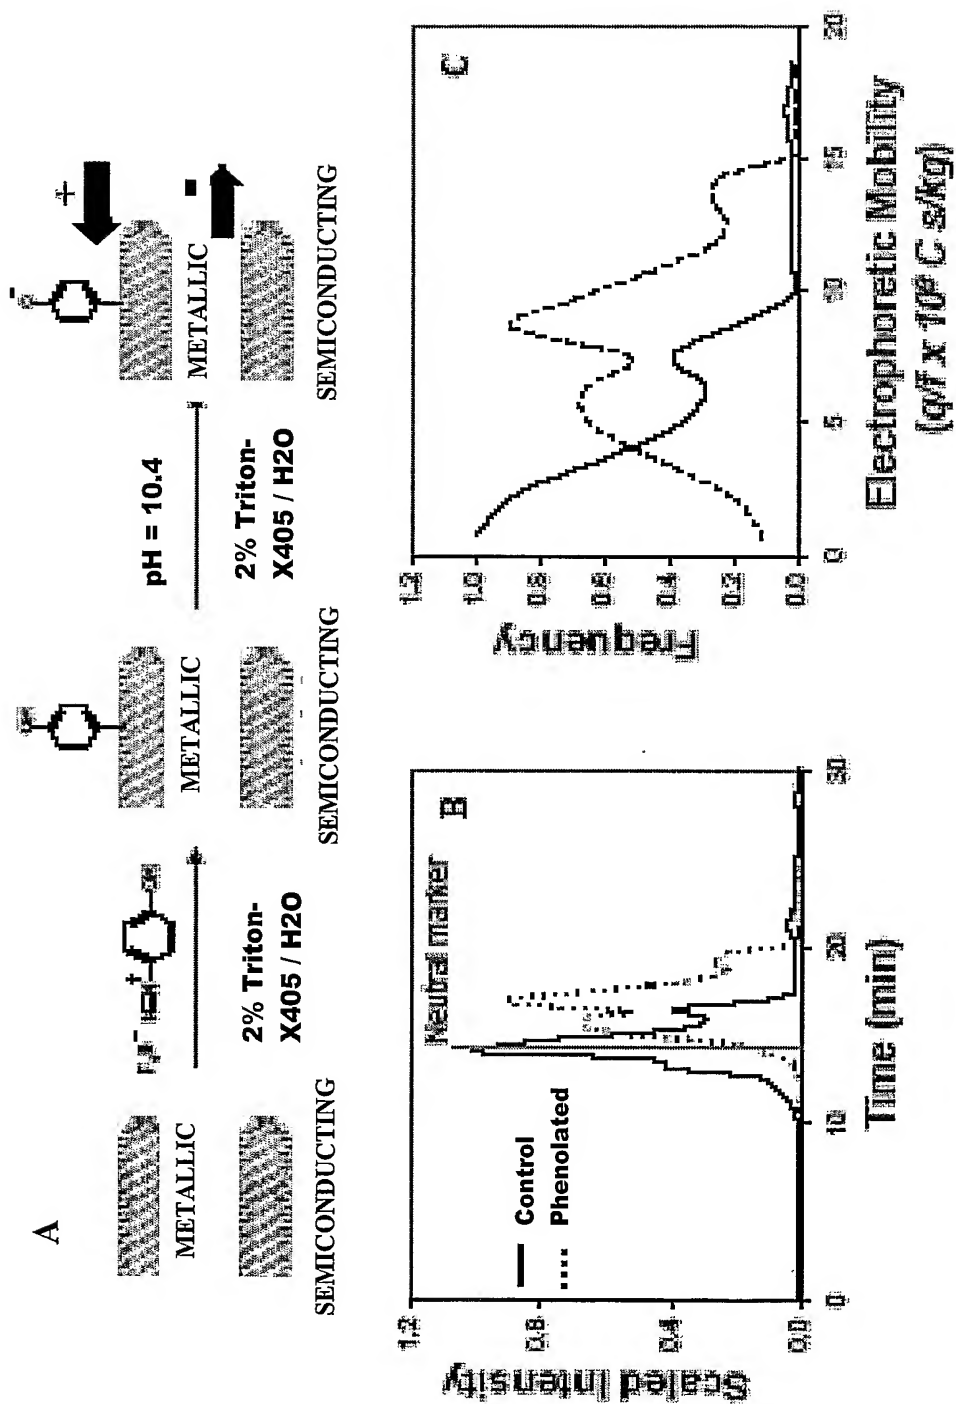 A
METALLIC
SEMICONDUCTING
2% Triton-
X405 / H2O
METALLIC
SEMICONDUCTING
pH = 10.4
2% Triton-
X405 / H2O
-
METALLIC
SEMICONDUCTING
+
-
B
Neutral marker
Control
Phenolated
Scaled Intensity
1.2
0.8
0.4
0.0
0
10
20
30
Time (min)
C
Frequency
1.2
1.0
0.8
0.6
0.4
0.2
0.0
0
5
10
15
20
Electrophoretic Mobility